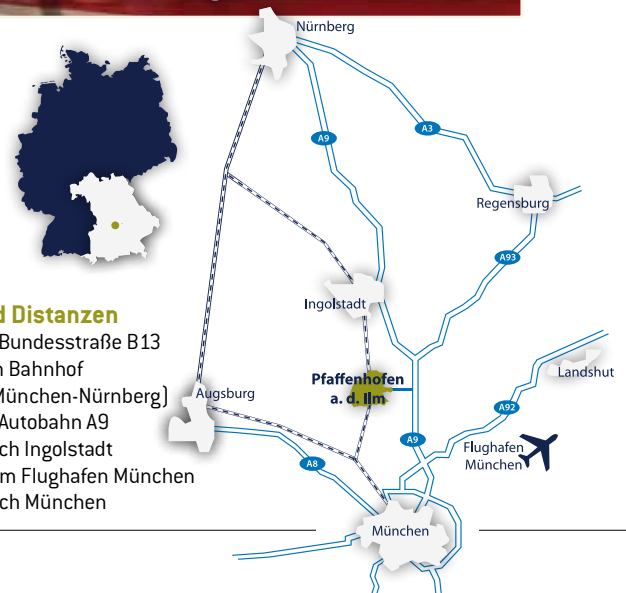 Nürnberg
A9
A3
Regensburg
A93
Ingolstadt
d Distanzen
Bundesstraße B13
Bahnhof
München-Nürnberg)
Autobahn A9
ch Ingolstadt
m Flughafen München
ch München
Pfaffenhofen
a. d. Ilm
Augsburg
Landshut
A92
A9
Flughafen
München
A8
München